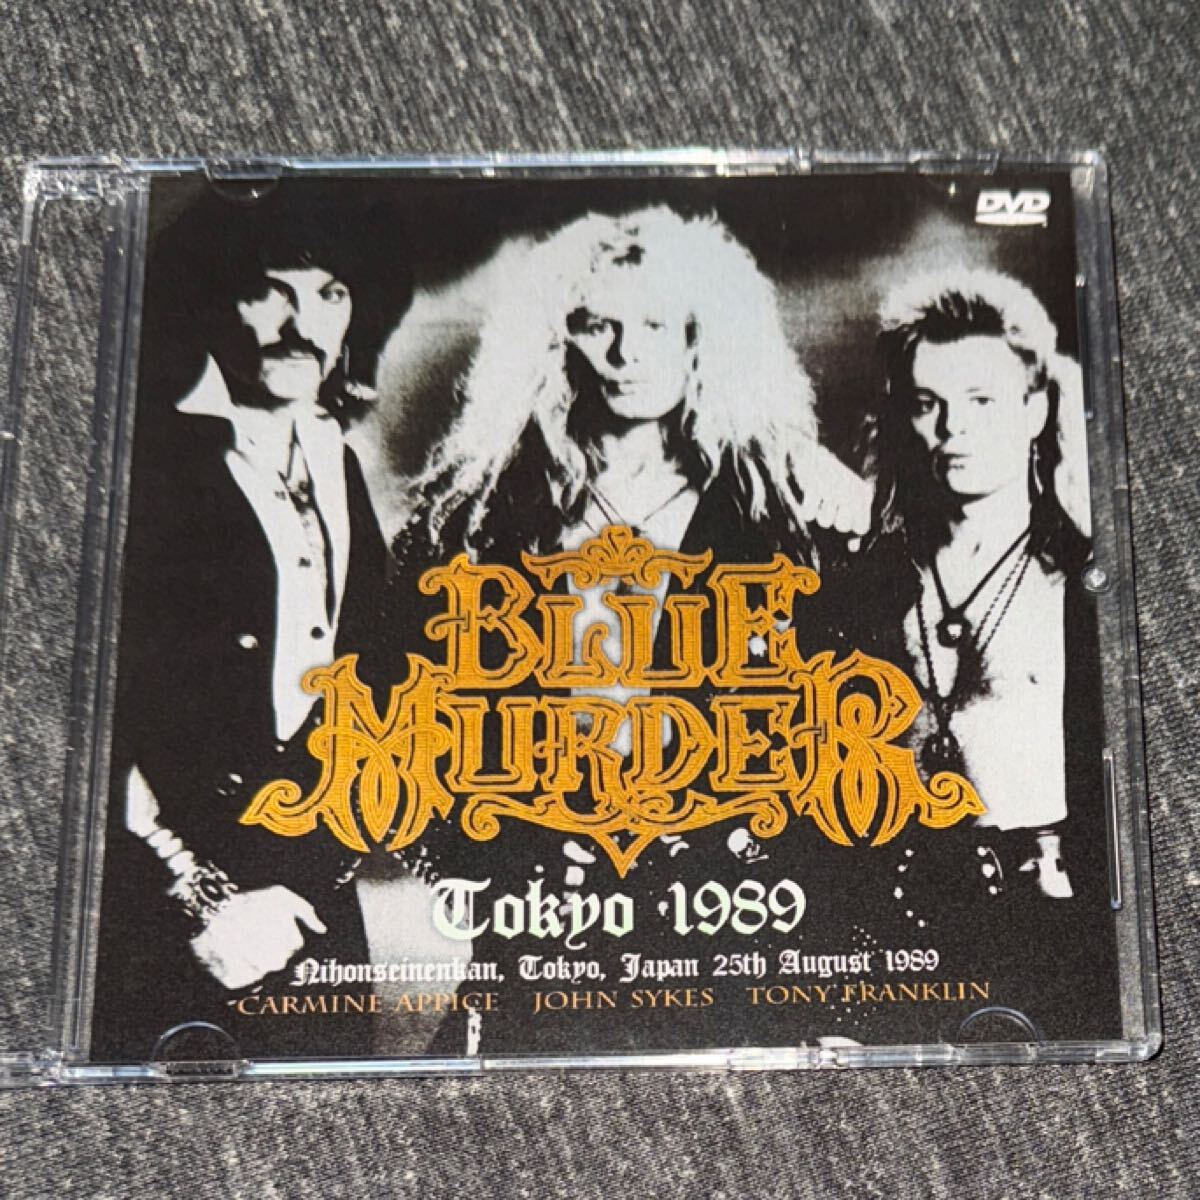 DVD
BLUE
MURDER
Tokyo 1989
Nihonseinenkan, Tokyo, Japan 25th August 1989
CARMINE APPICE JOHN SYKES TONY FRANKLIN